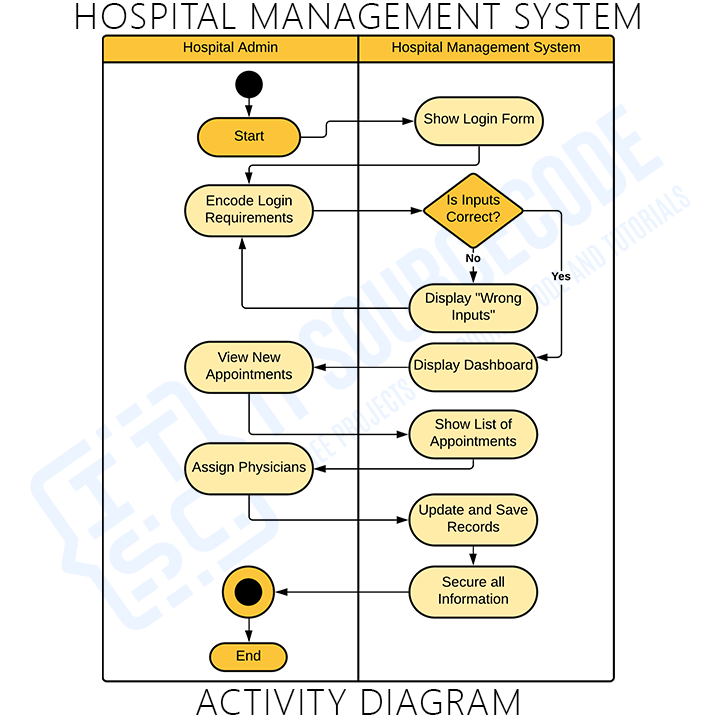 HOSPITAL MANAGEMENT SYSTEM
Hospital Admin
Hospital Management System
Start
Show Login Form
Encode Login
Requirements
Is Inputs
Correct?
No
Yes
Display "Wrong
Inputs"
View New
Appointments
Display Dashboard
Show List of
Appointments
Assign Physicians
Update and Save
Records
Secure all
Information
End
ACTIVITY DIAGRAM